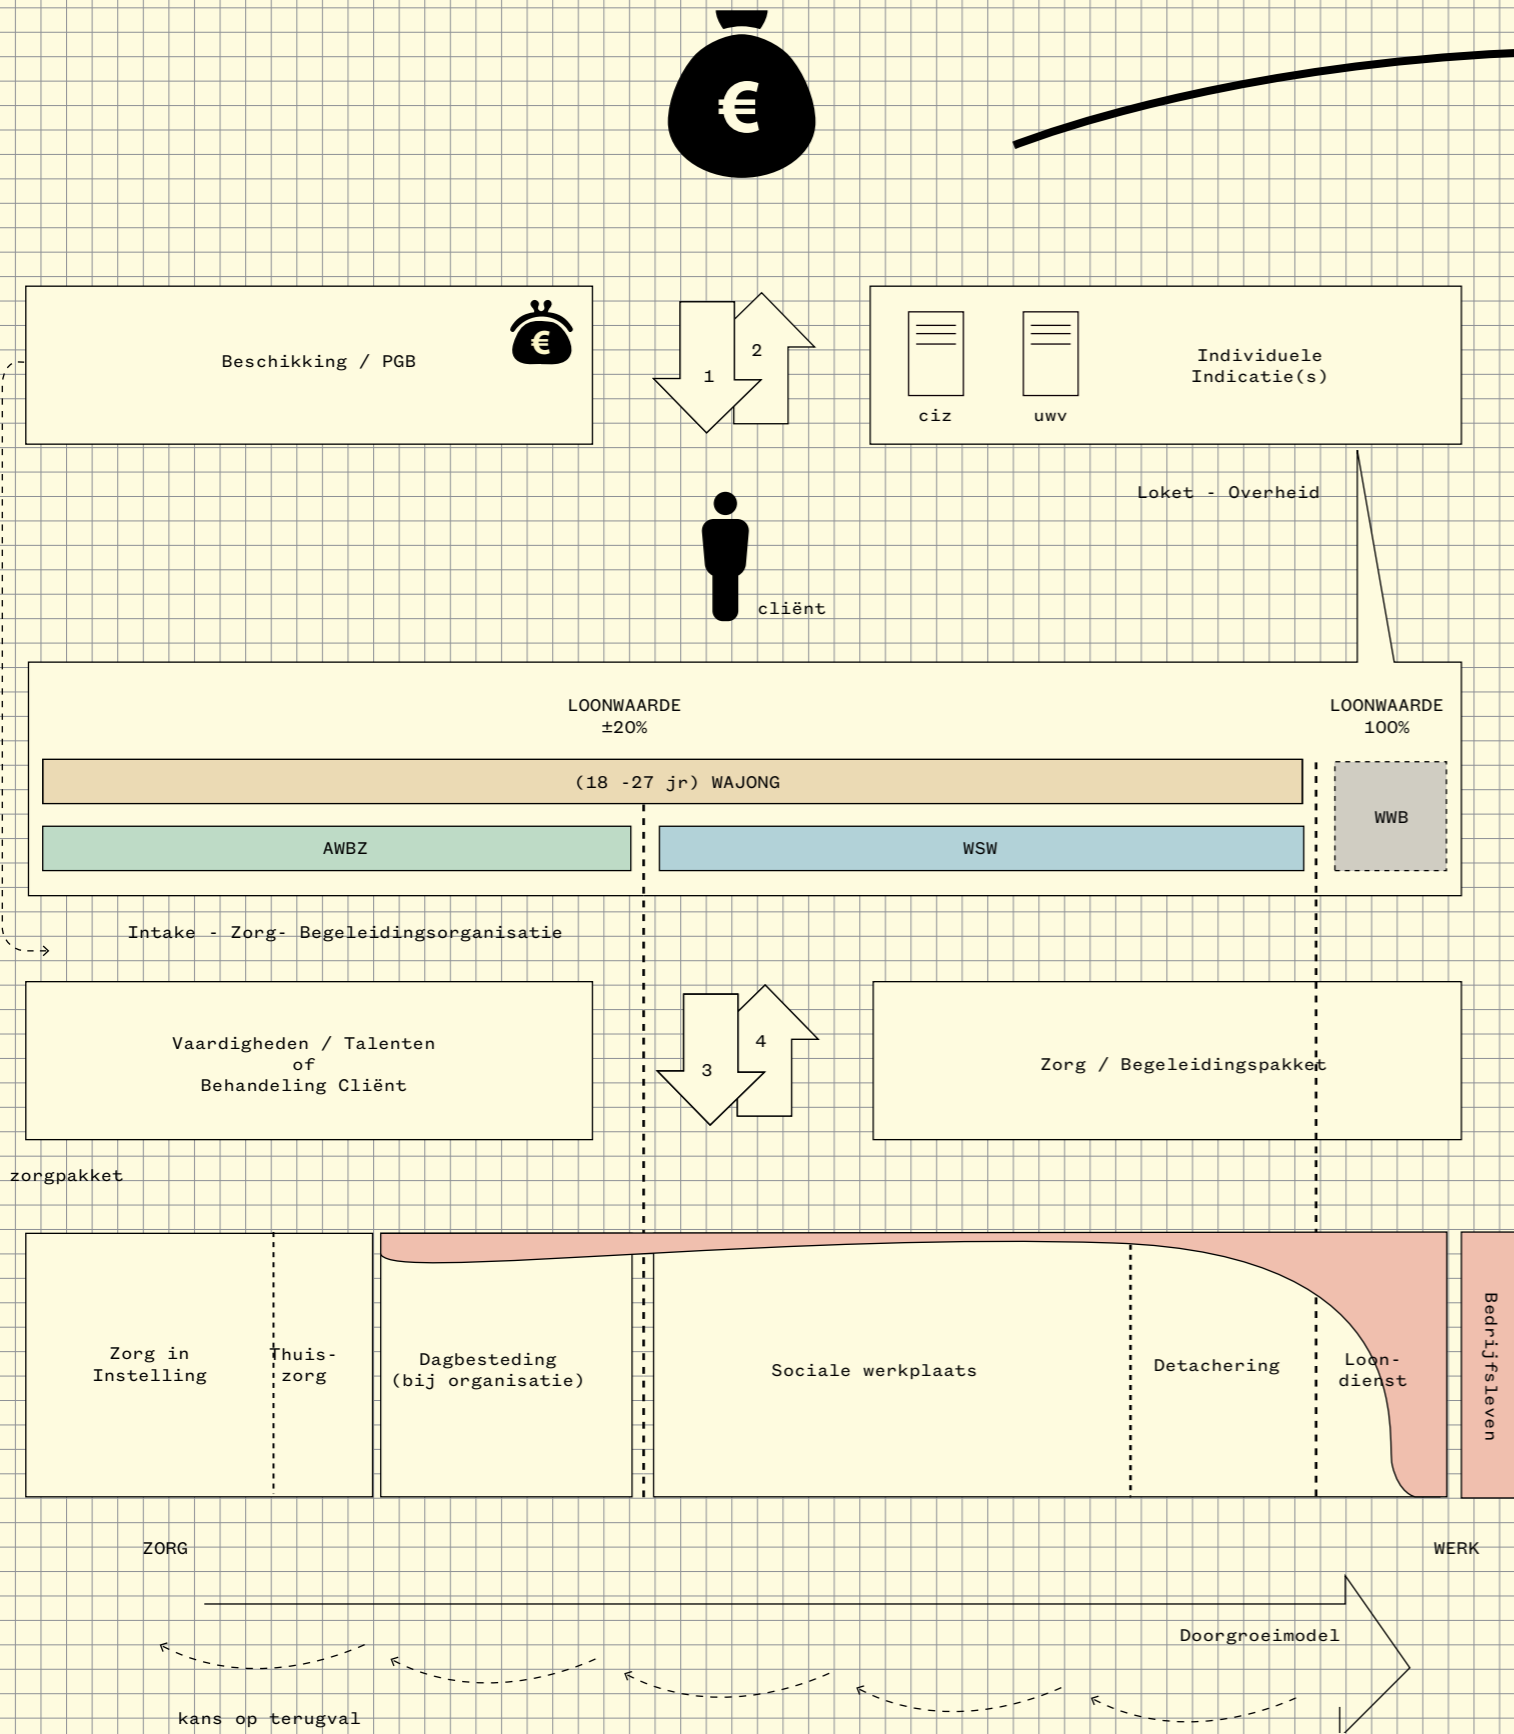 €
€
Beschikking / PGB
1
2
ciz
uwv
Individuele
Indicatie(s)
Loket - Overheid
cliënt
LOONWAARDE
±20%
LOONWAARDE
100%
(18 -27 jr) WAJONG
AWBZ
WSW
WWB
Intake - Zorg- Begeleidingsorganisatie
Vaardigheden / Talenten
of
Behandeling Cliënt
3
4
Zorg / Begeleidingspakket
zorgpakket
Zorg in
Instelling
Thuis-
zorg
Dagbesteding
(bij organisatie)
Sociale werkplaats
Detachering
Loon-
dienst
Bedrijfsleven
ZORG
WERK
Doorgroeimodel
kans op terugval